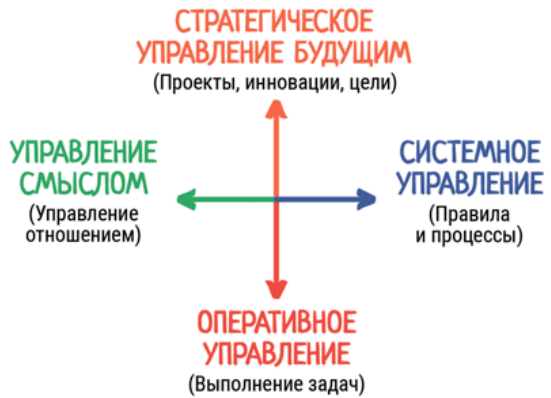 СТРАТЕГИЧЕСКОЕ
УПРАВЛЕНИЕ БУДУЩИМ
(Проекты, инновации, цели)
УПРАВЛЕНИЕ
СМЫСЛОМ
(Управление
отношением)
СИСТЕМНОЕ
УПРАВЛЕНИЕ
(Правила
и процессы)
ОПЕРАТИВНОЕ
УПРАВЛЕНИЕ
(Выполнение задач)